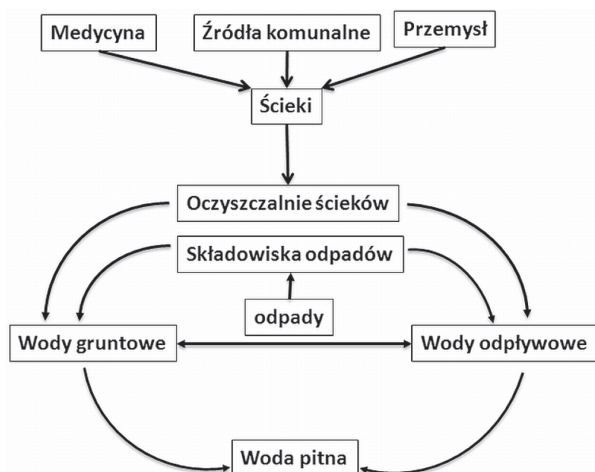 Medycyna
Źródła komunalne
Przemysł
Ścieki
Oczyszczalnie ścieków
Składowiska odpadów
odpady
Wody gruntowe
Wody odpływowe
Woda pitna